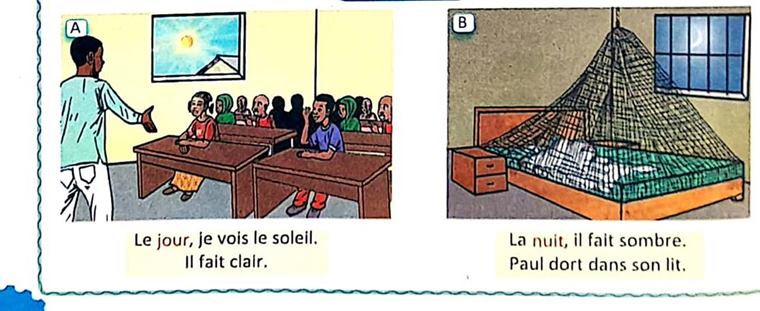 A
Le jour, je vois le soleil.
Il fait clair.
B
La nuit, il fait sombre.
Paul dort dans son lit.